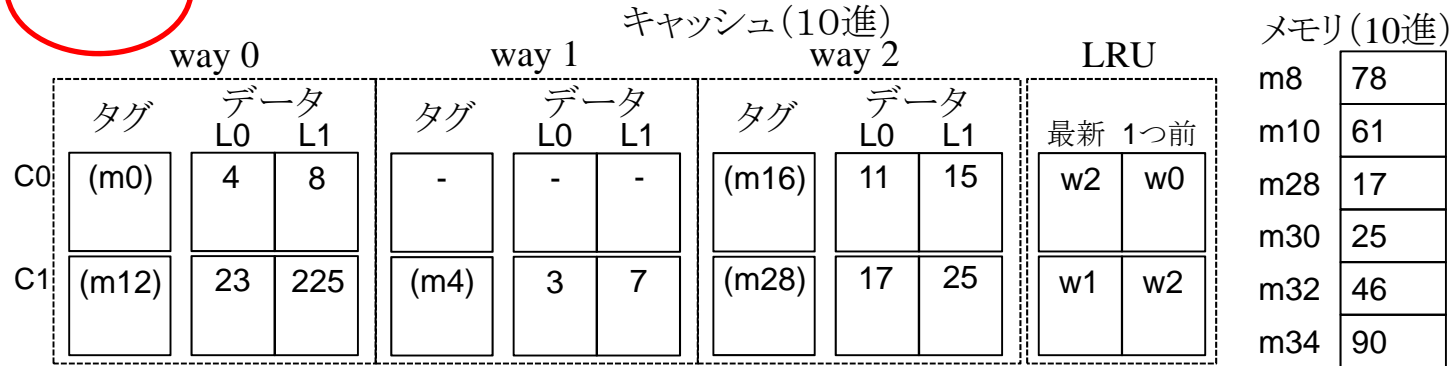 キャッシュ(10進)
メモリ(10進)
way 0 way 1 way 2 LRU
タグ データ タグ データ タグ データ 最新 1つ前
L0 L1 L0 L1 L0 L1
C0 (m0) 4 8 - - - (m16) 11 15 w2 w0
C1 (m12) 23 225 (m4) 3 7 (m28) 17 25 w1 w2
m8 78
m10 61
m28 17
m30 25
m32 46
m34 90